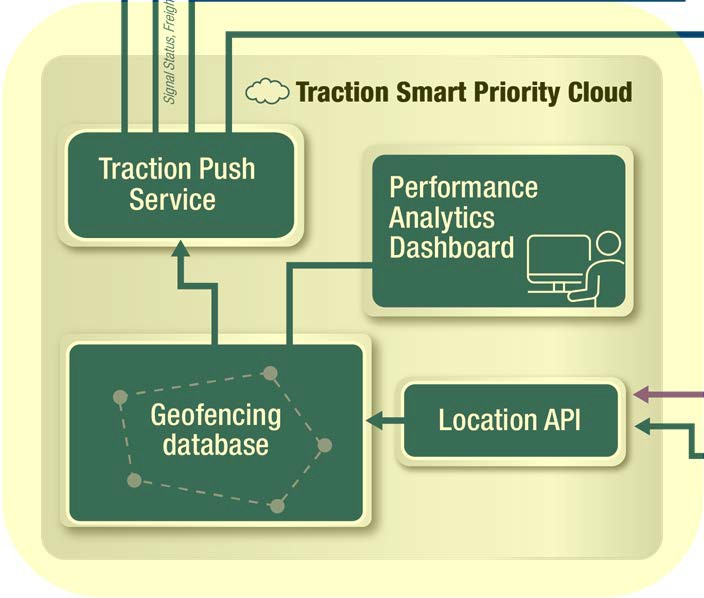 Signal Status, Freigh
Traction Smart Priority Cloud
Traction Push
Service
Performance
Analytics
Dashboard
Geofencing
database
Location API